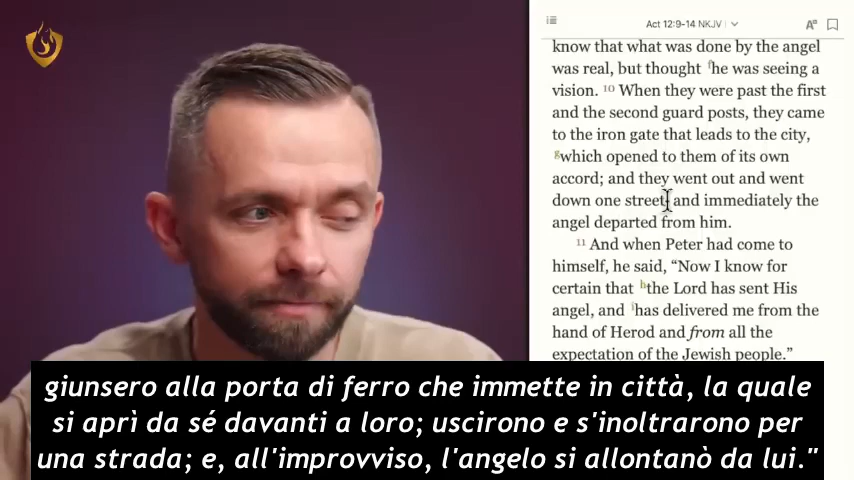 Act 12:9-14 NKJV
Aᴬ
know that what was done by the angel
was real, but thought fhe was seeing a
vision. 10 When they were past the first
and the second guard posts, they came
to the iron gate that leads to the city,
gwhich opened to them of its own
accord; and they went out and went
down one street, and immediately the
angel departed from him.
11 And when Peter had come to
himself, he said, “Now I know for
certain that hthe Lord has sent His
angel, and ihas delivered me from the
hand of Herod and from all the
expectation of the Jewish people.”
giunsero alla porta di ferro che immette in città, la quale
si aprì da sé davanti a loro; uscirono e s'inoltrarono per
una strada; e, all'improvviso, l'angelo si allontanò da lui."